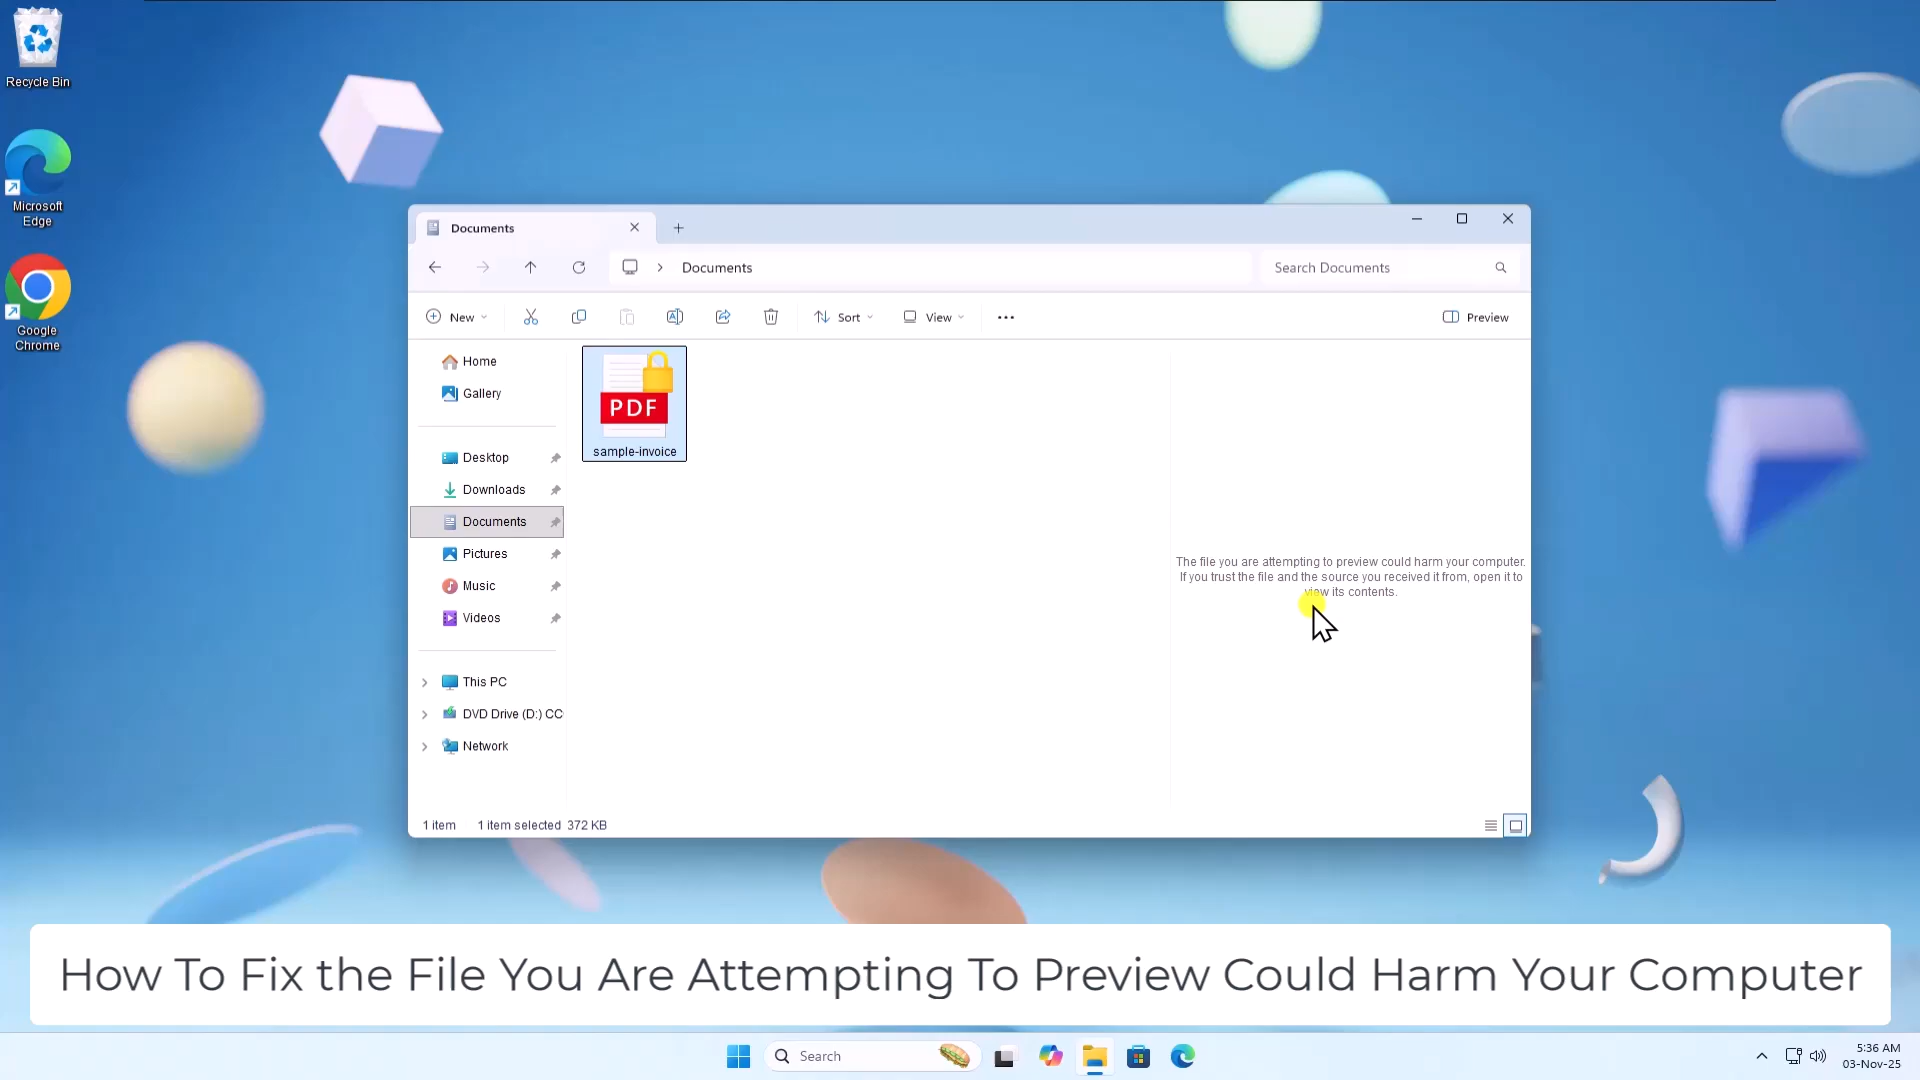 Recycle Bin
Microsoft
Edge
Google
Chrome
Documents
Documents
Search Documents
New
Sort
View
Preview
Home
Gallery
Desktop
Downloads
Documents
Pictures
Music
Videos
This PC
DVD Drive (D:) CC
Network
PDF
sample-invoice
The file you are attempting to preview could harm your computer.
If you trust the file and the source you received it from, open it to
view its contents.
1 item 1 item selected 372 KB
How To Fix the File You Are Attempting To Preview Could Harm Your Computer
Search
5:36 AM
03-Nov-25